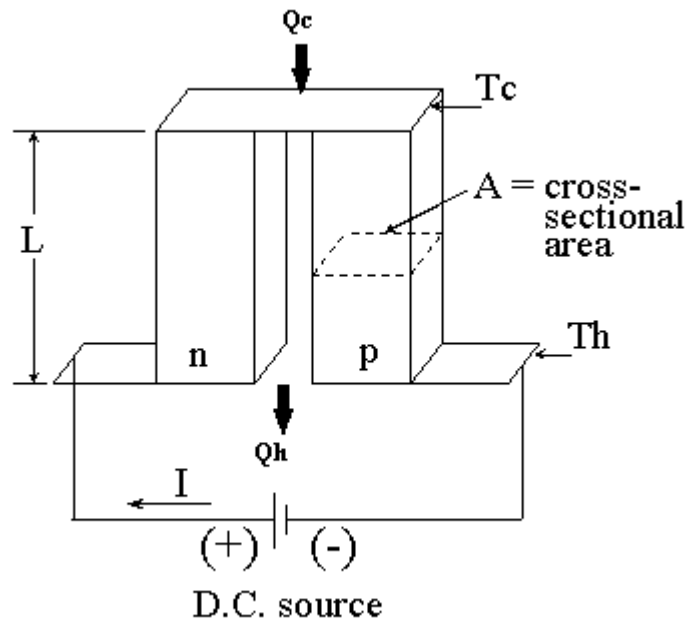 Qc
Tc
A = cross-
sectional
area
L
n
p
Th
Qh
I
(+) (-)
D.C. source